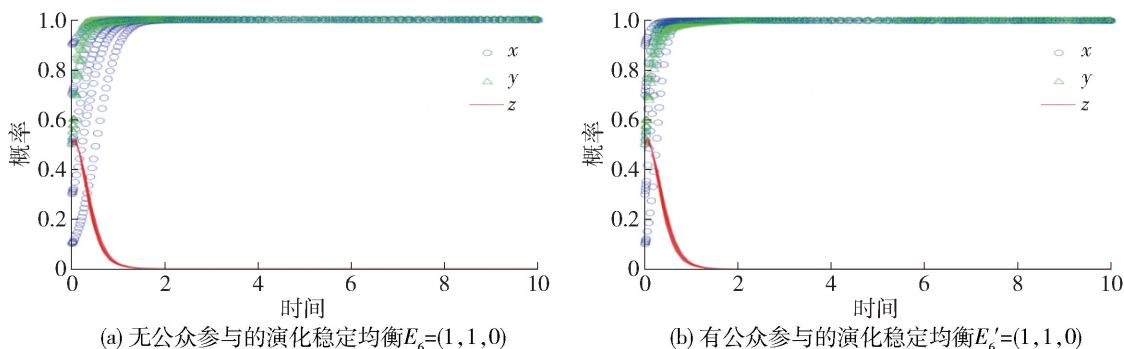 1.0
0.8
0.6
0.4
0.2
0
概率
x
y
z
0 2 4 6 8 10
时间
(a) 无公众参与的演化稳定均衡E₆=(1,1,0)
1.0
0.8
0.6
0.4
0.2
0
概率
x
y
z
0 2 4 6 8 10
时间
(b) 有公众参与的演化稳定均衡E₆′=(1,1,0)